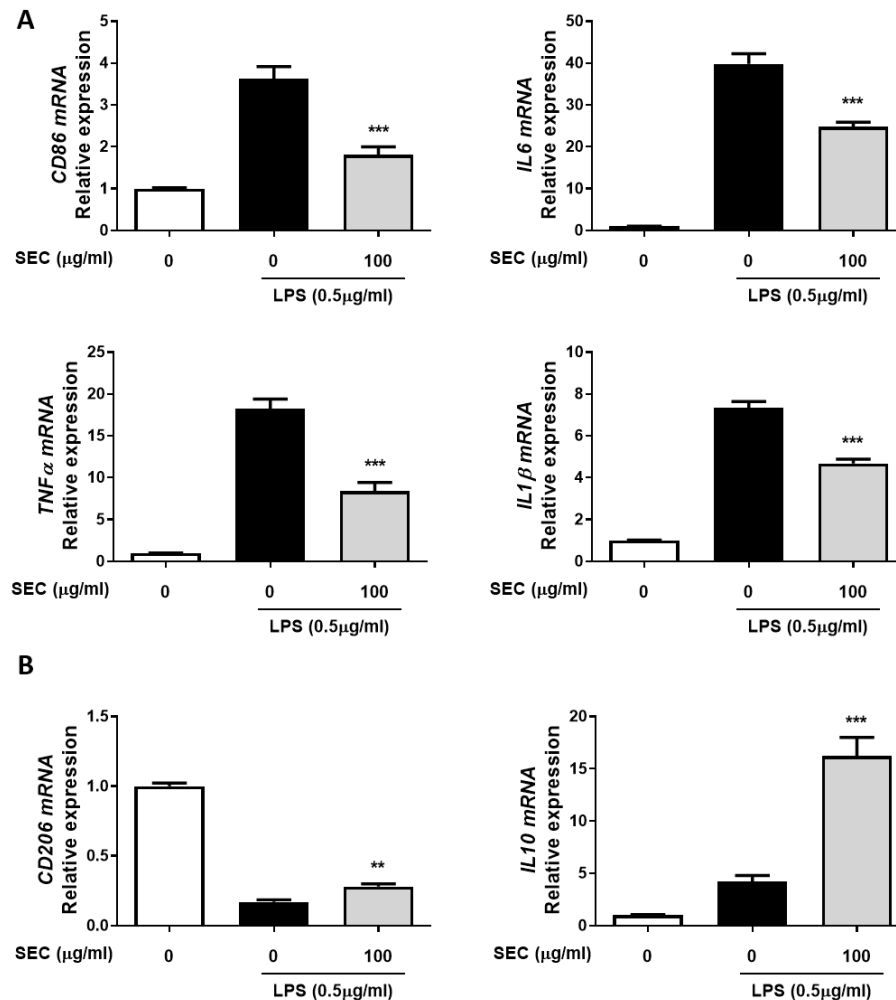 A
CD86 mRNA
Relative expression
5
4
3
2
1
0
***
SEC (μg/ml) 0 0 100
LPS (0.5μg/ml)
IL6 mRNA
Relative expression
50
40
30
20
10
0
***
SEC (μg/ml) 0 0 100
LPS (0.5μg/ml)
TNFα mRNA
Relative expression
25
20
15
10
5
0
***
SEC (μg/ml) 0 0 100
LPS (0.5μg/ml)
IL1β mRNA
Relative expression
10
8
6
4
2
0
***
SEC (μg/ml) 0 0 100
LPS (0.5μg/ml)
B
CD206 mRNA
Relative expression
1.5
1.0
0.5
0.0
**
SEC (μg/ml) 0 0 100
LPS (0.5μg/ml)
IL10 mRNA
Relative expression
20
15
10
5
0
***
SEC (μg/ml) 0 0 100
LPS (0.5μg/ml)